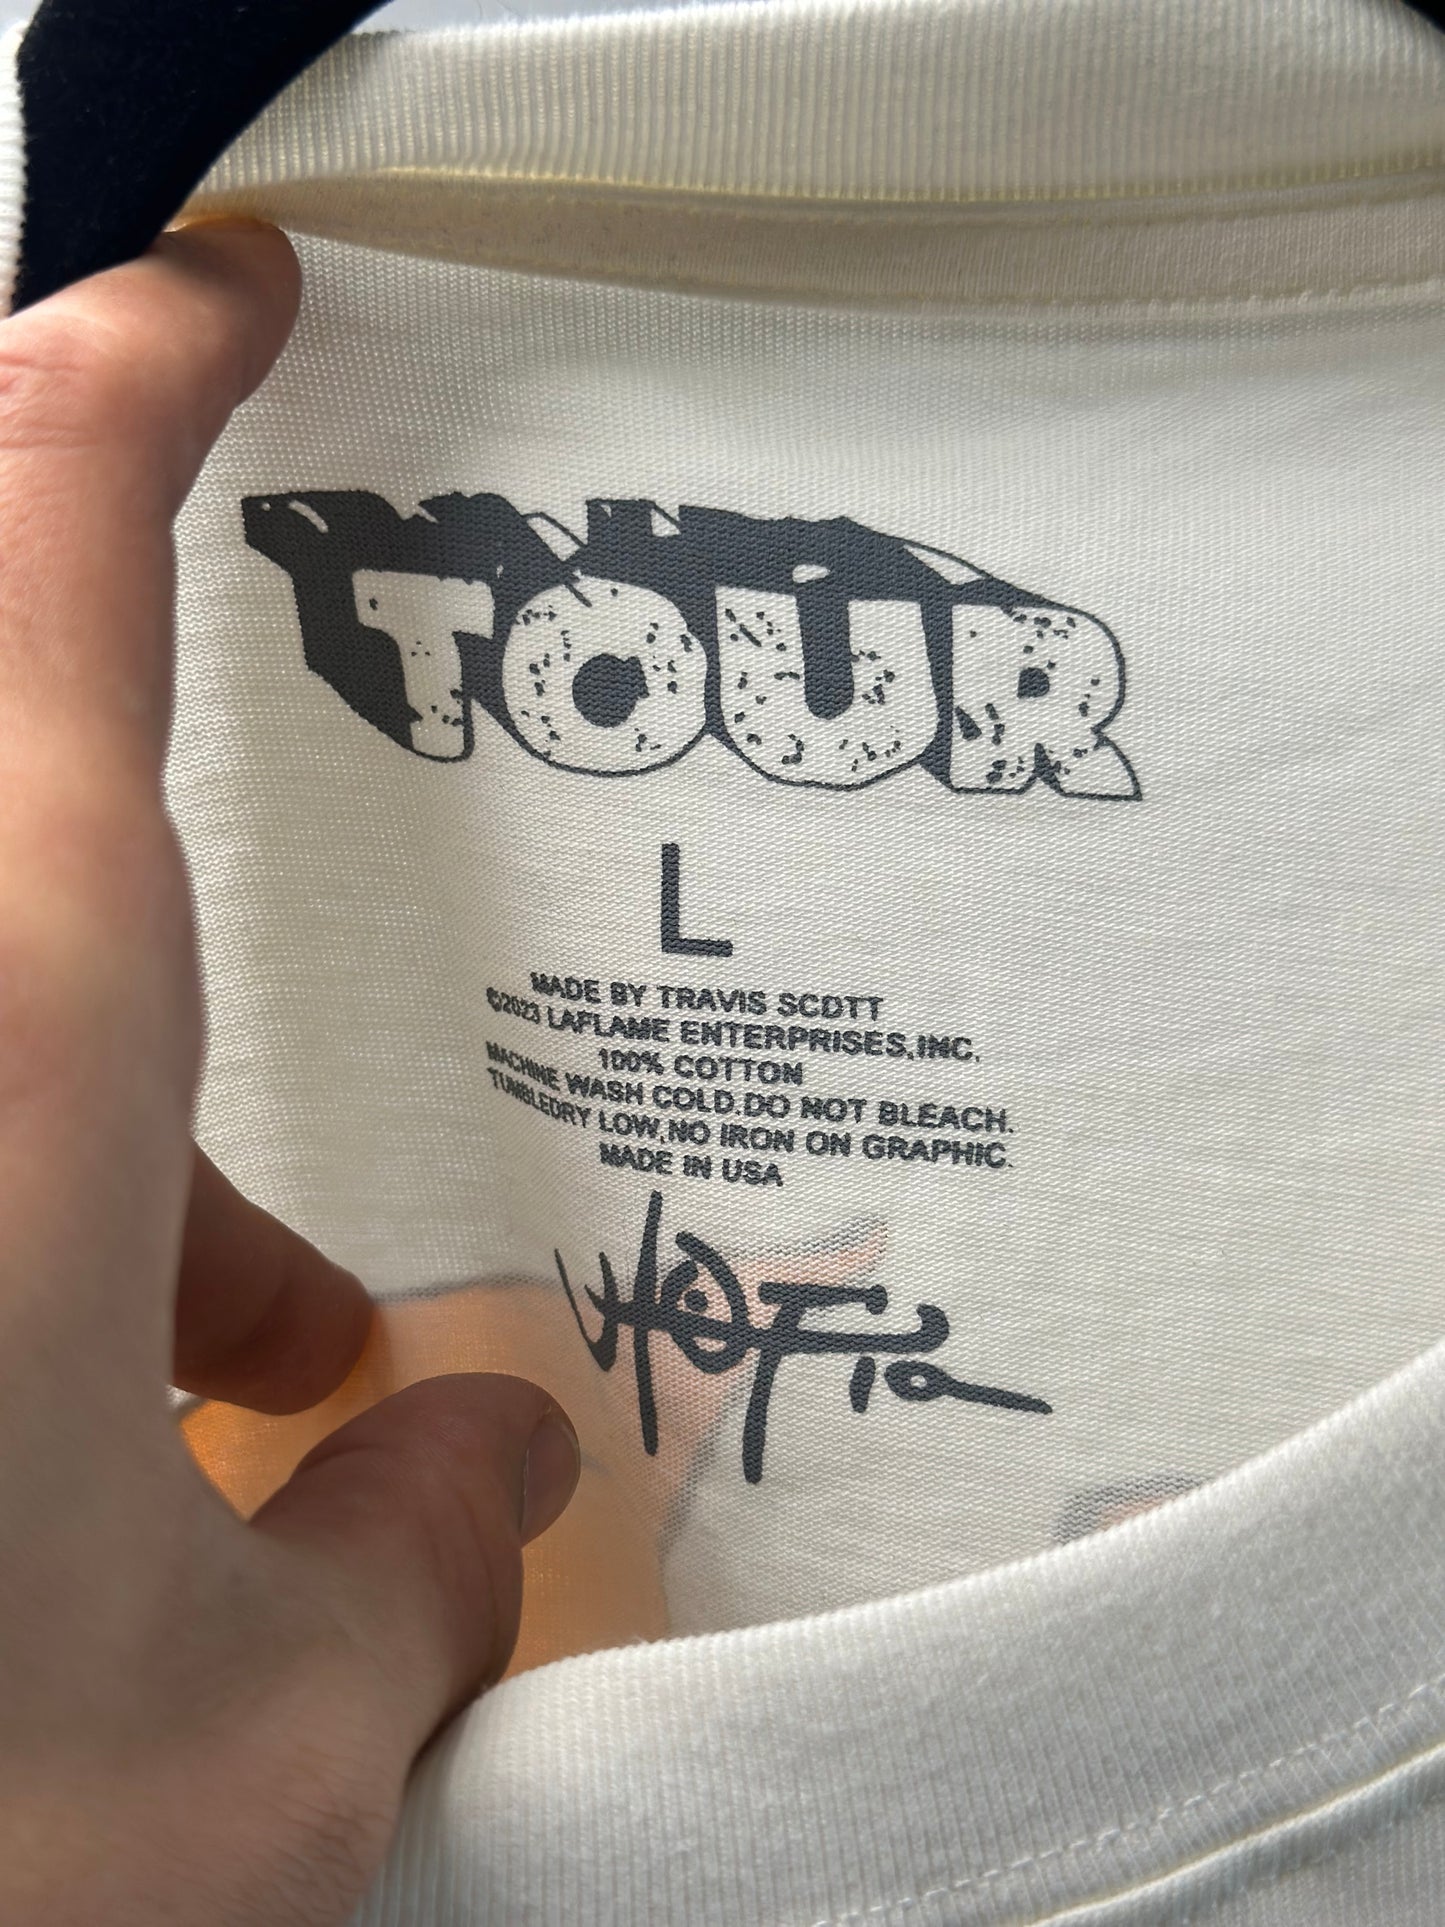 TOUR
L
MADE BY TRAVIS SCOTT
©2023 LAFLAME ENTERPRISES,INC.
100% COTTON
MACHINE WASH COLD.DO NOT BLEACH.
TUMBLEDRY LOW,NO IRON ON GRAPHIC.
MADE IN USA